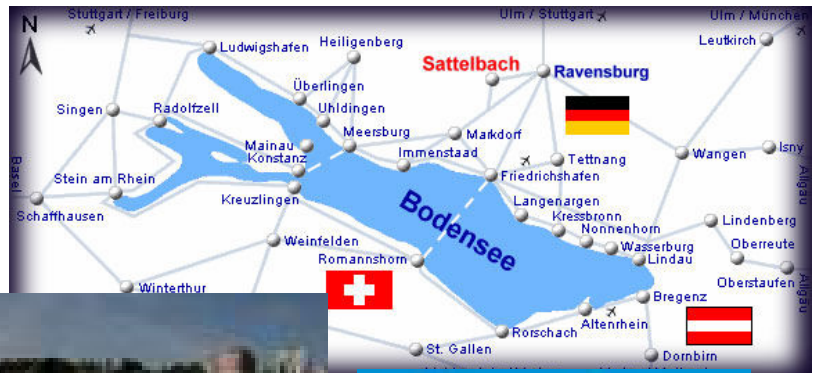 Stuttgart / Freiburg
Ulm / Stuttgart
Ulm / München
N
Ludwigshafen
Heiligenberg
Leutkirch
Sattelbach
Ravensburg
Überlingen
Singen
Radolfzell
Uhldingen
Mainau
Meersburg
Markdorf
Konstanz
Immenstaad
Tettnang
Wangen
Isny
Basel
Stein am Rhein
Friedrichshafen
Allgäu
Schaffhausen
Kreuzlingen
Bodensee
Langenargen
Kressbronn
Lindenberg
Weinfelden
Nonnenhorn
Wasserburg
Oberreute
Romannshorn
Lindau
Oberstaufen
Allgäu
Winterthur
Bregenz
Altenrhein
Rorschach
St. Gallen
Dornbirn